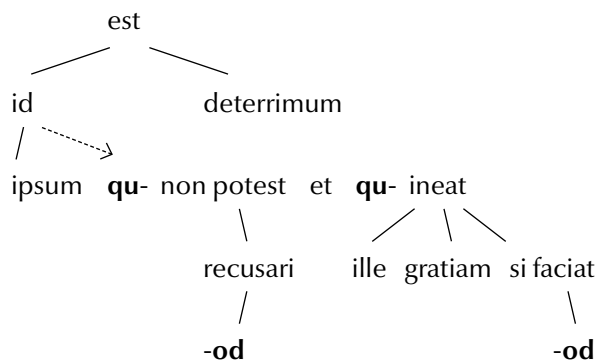 est
id deterrimum
ipsum qu- non potest et qu- ineat
recusari ille gratiam si faciat
-od -od